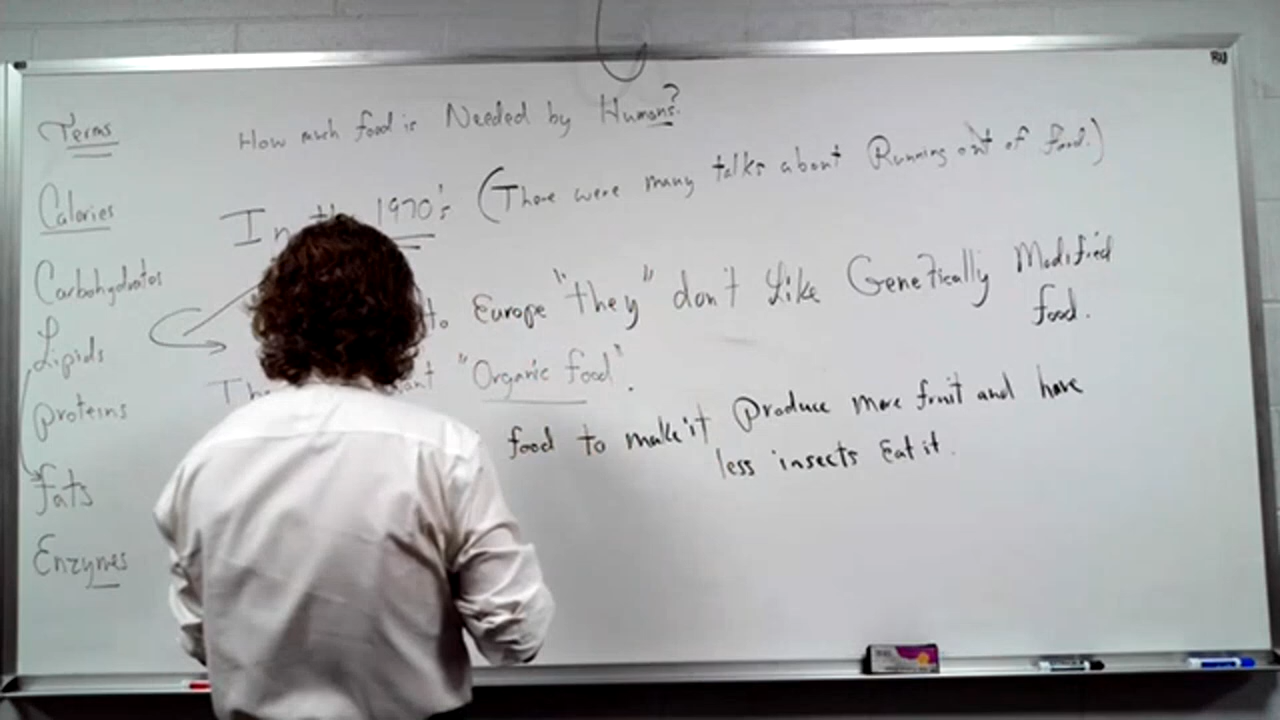 Terms
Calories
Carbohydrates
Lipids
Proteins
fats
Enzymes
How much food is Needed by Humans?
In the 1970's (There were many talks about Running out of food.)
to Europe "they" don't Like Genetically Modified
food.
"Organic food".
food to make it Produce more fruit and have
less insects Eat it.
BU